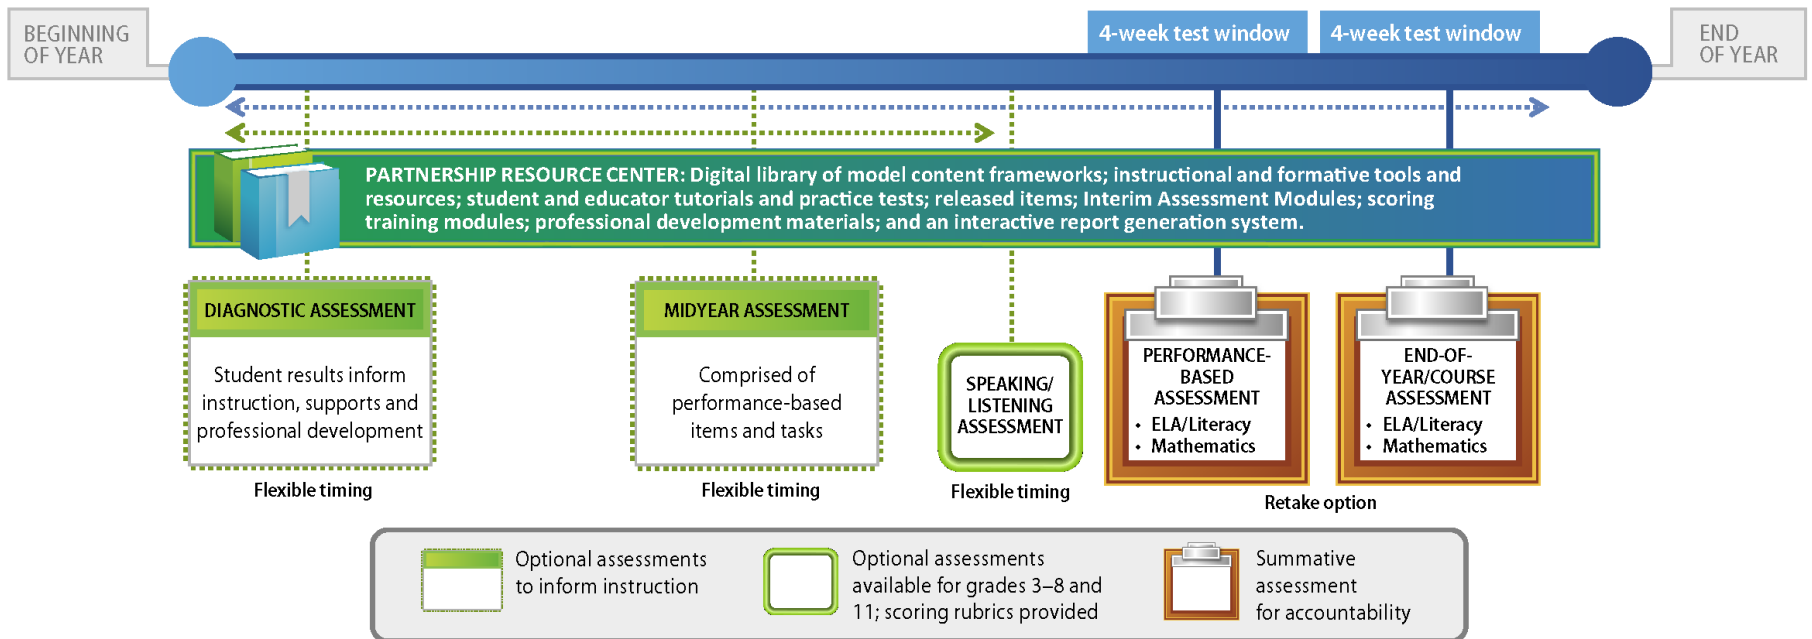 BEGINNING
OF YEAR
4-week test window
4-week test window
END
OF YEAR
PARTNERSHIP RESOURCE CENTER: Digital library of model content frameworks; instructional and formative tools and
resources; student and educator tutorials and practice tests; released items; Interim Assessment Modules; scoring
training modules; professional development materials; and an interactive report generation system.
DIAGNOSTIC ASSESSMENT
Student results inform
instruction, supports and
professional development
Flexible timing
MIDYEAR ASSESSMENT
Comprised of
performance-based
items and tasks
Flexible timing
SPEAKING/
LISTENING
ASSESSMENT
Flexible timing
PERFORMANCE-
BASED
ASSESSMENT
• ELA/Literacy
• Mathematics
END-OF-
YEAR/COURSE
ASSESSMENT
• ELA/Literacy
• Mathematics
Retake option
Optional assessments
to inform instruction
Optional assessments
available for grades 3–8 and
11; scoring rubrics provided
Summative
assessment
for accountability